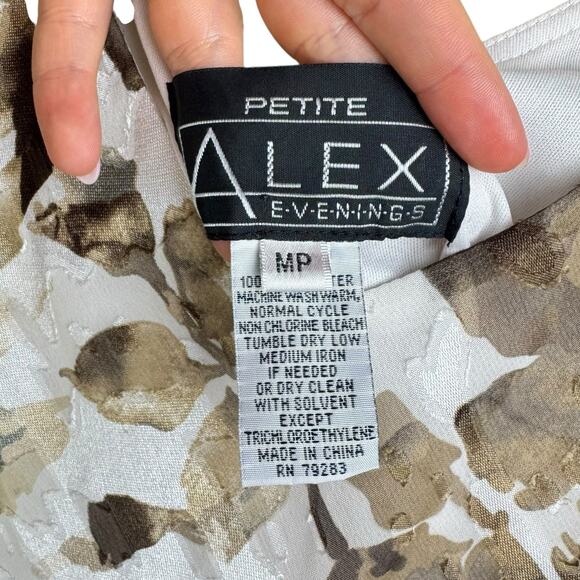 PETITE
ALEX
E·V·E·N·I·N·G·S
MP
100
MACHINE WASH WARM,
NORMAL CYCLE
NON CHLORINE BLEACH
TUMBLE DRY LOW
MEDIUM IRON
IF NEEDED
OR DRY CLEAN
WITH SOLVENT
EXCEPT
TRICHLOROETHYLENE
MADE IN CHINA
RN 79283